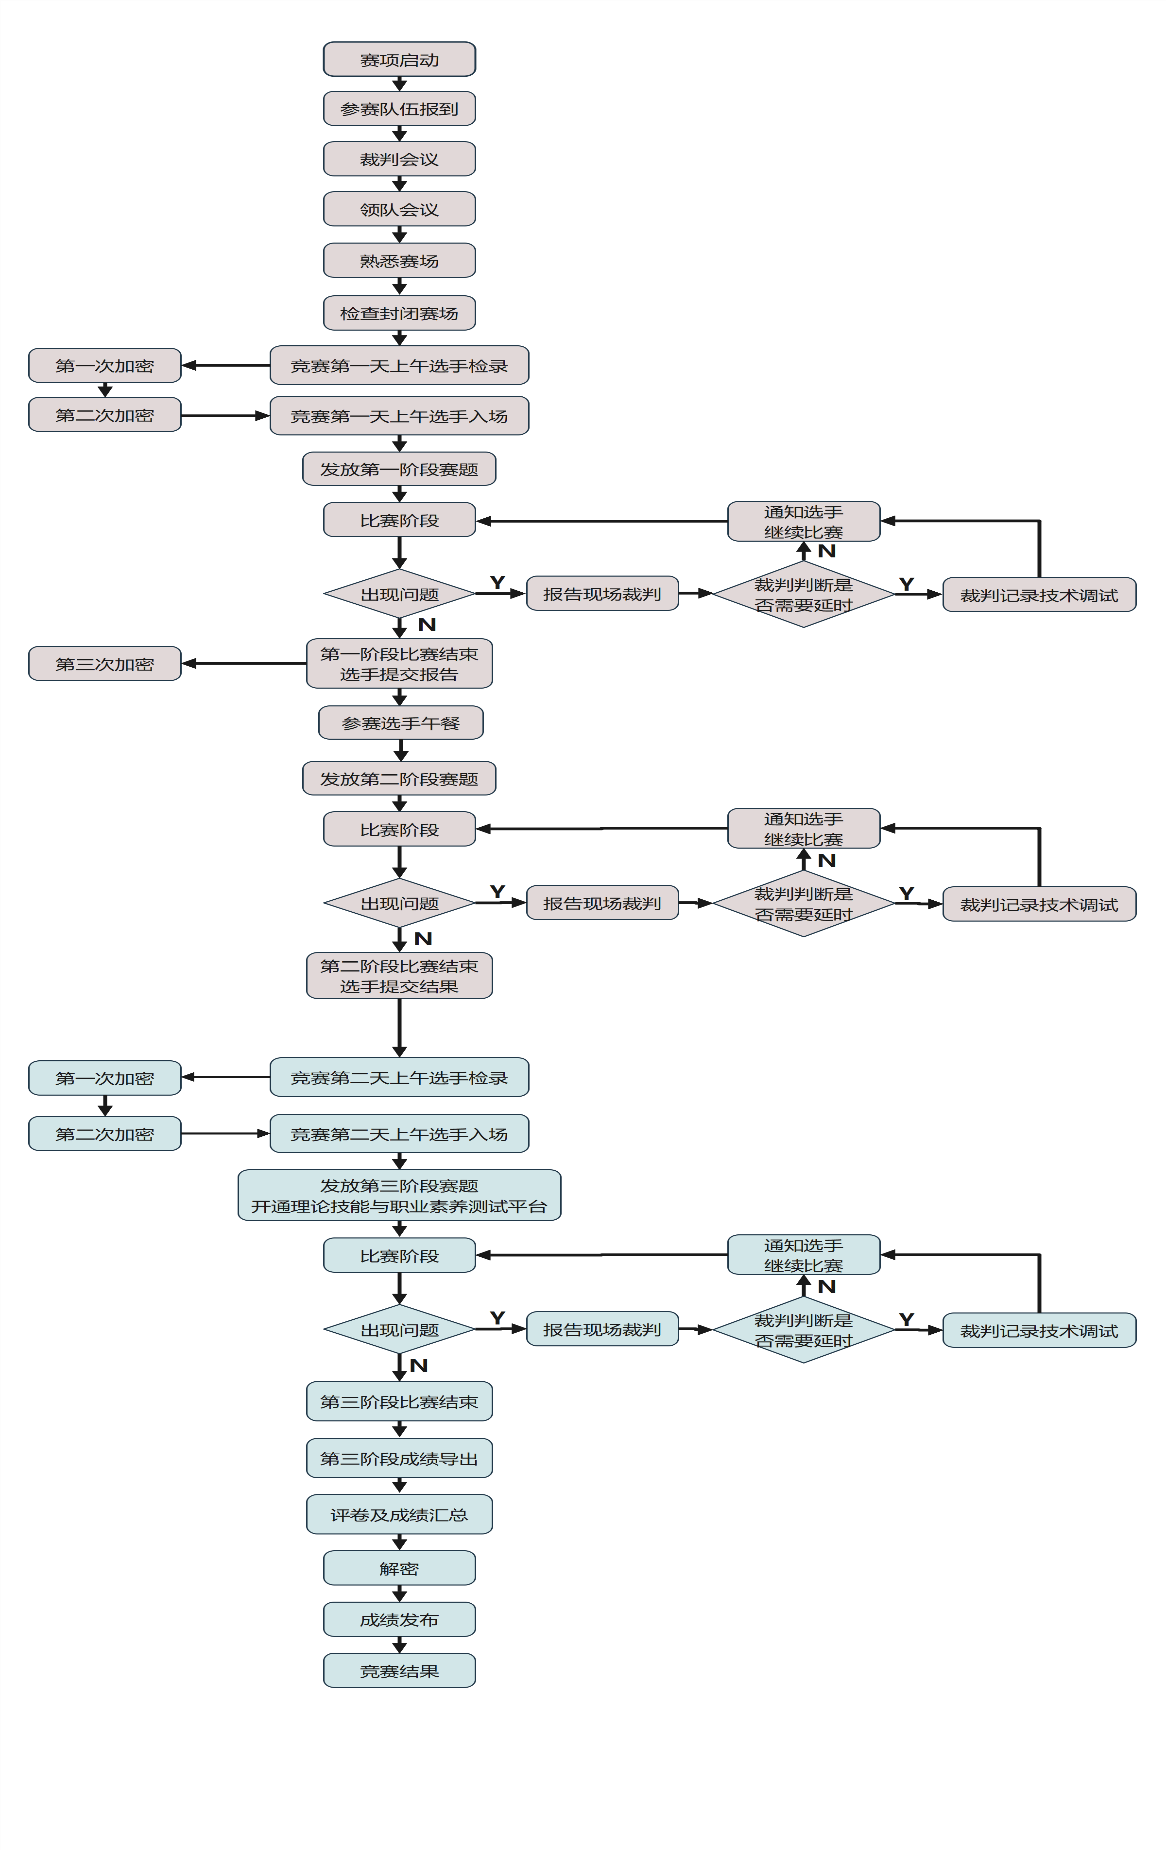 赛项启动
参赛队伍报到
裁判会议
领队会议
熟悉赛场
检查封闭赛场
第一次加密
竞赛第一天上午选手检录
第二次加密
竞赛第一天上午选手入场
发放第一阶段赛题
比赛阶段
通知选手
继续比赛
N
出现问题
Y
报告现场裁判
裁判判断是
否需要延时
Y
裁判记录技术调试
N
第三次加密
第一阶段比赛结束
选手提交报告
参赛选手午餐
发放第二阶段赛题
比赛阶段
通知选手
继续比赛
N
出现问题
Y
报告现场裁判
裁判判断是
否需要延时
Y
裁判记录技术调试
N
第二阶段比赛结束
选手提交结果
第一次加密
竞赛第二天上午选手检录
第二次加密
竞赛第二天上午选手入场
发放第三阶段赛题
开通理论技能与职业素养测试平台
比赛阶段
通知选手
继续比赛
N
出现问题
Y
报告现场裁判
裁判判断是
否需要延时
Y
裁判记录技术调试
N
第三阶段比赛结束
第三阶段成绩导出
评卷及成绩汇总
解密
成绩发布
竞赛结果